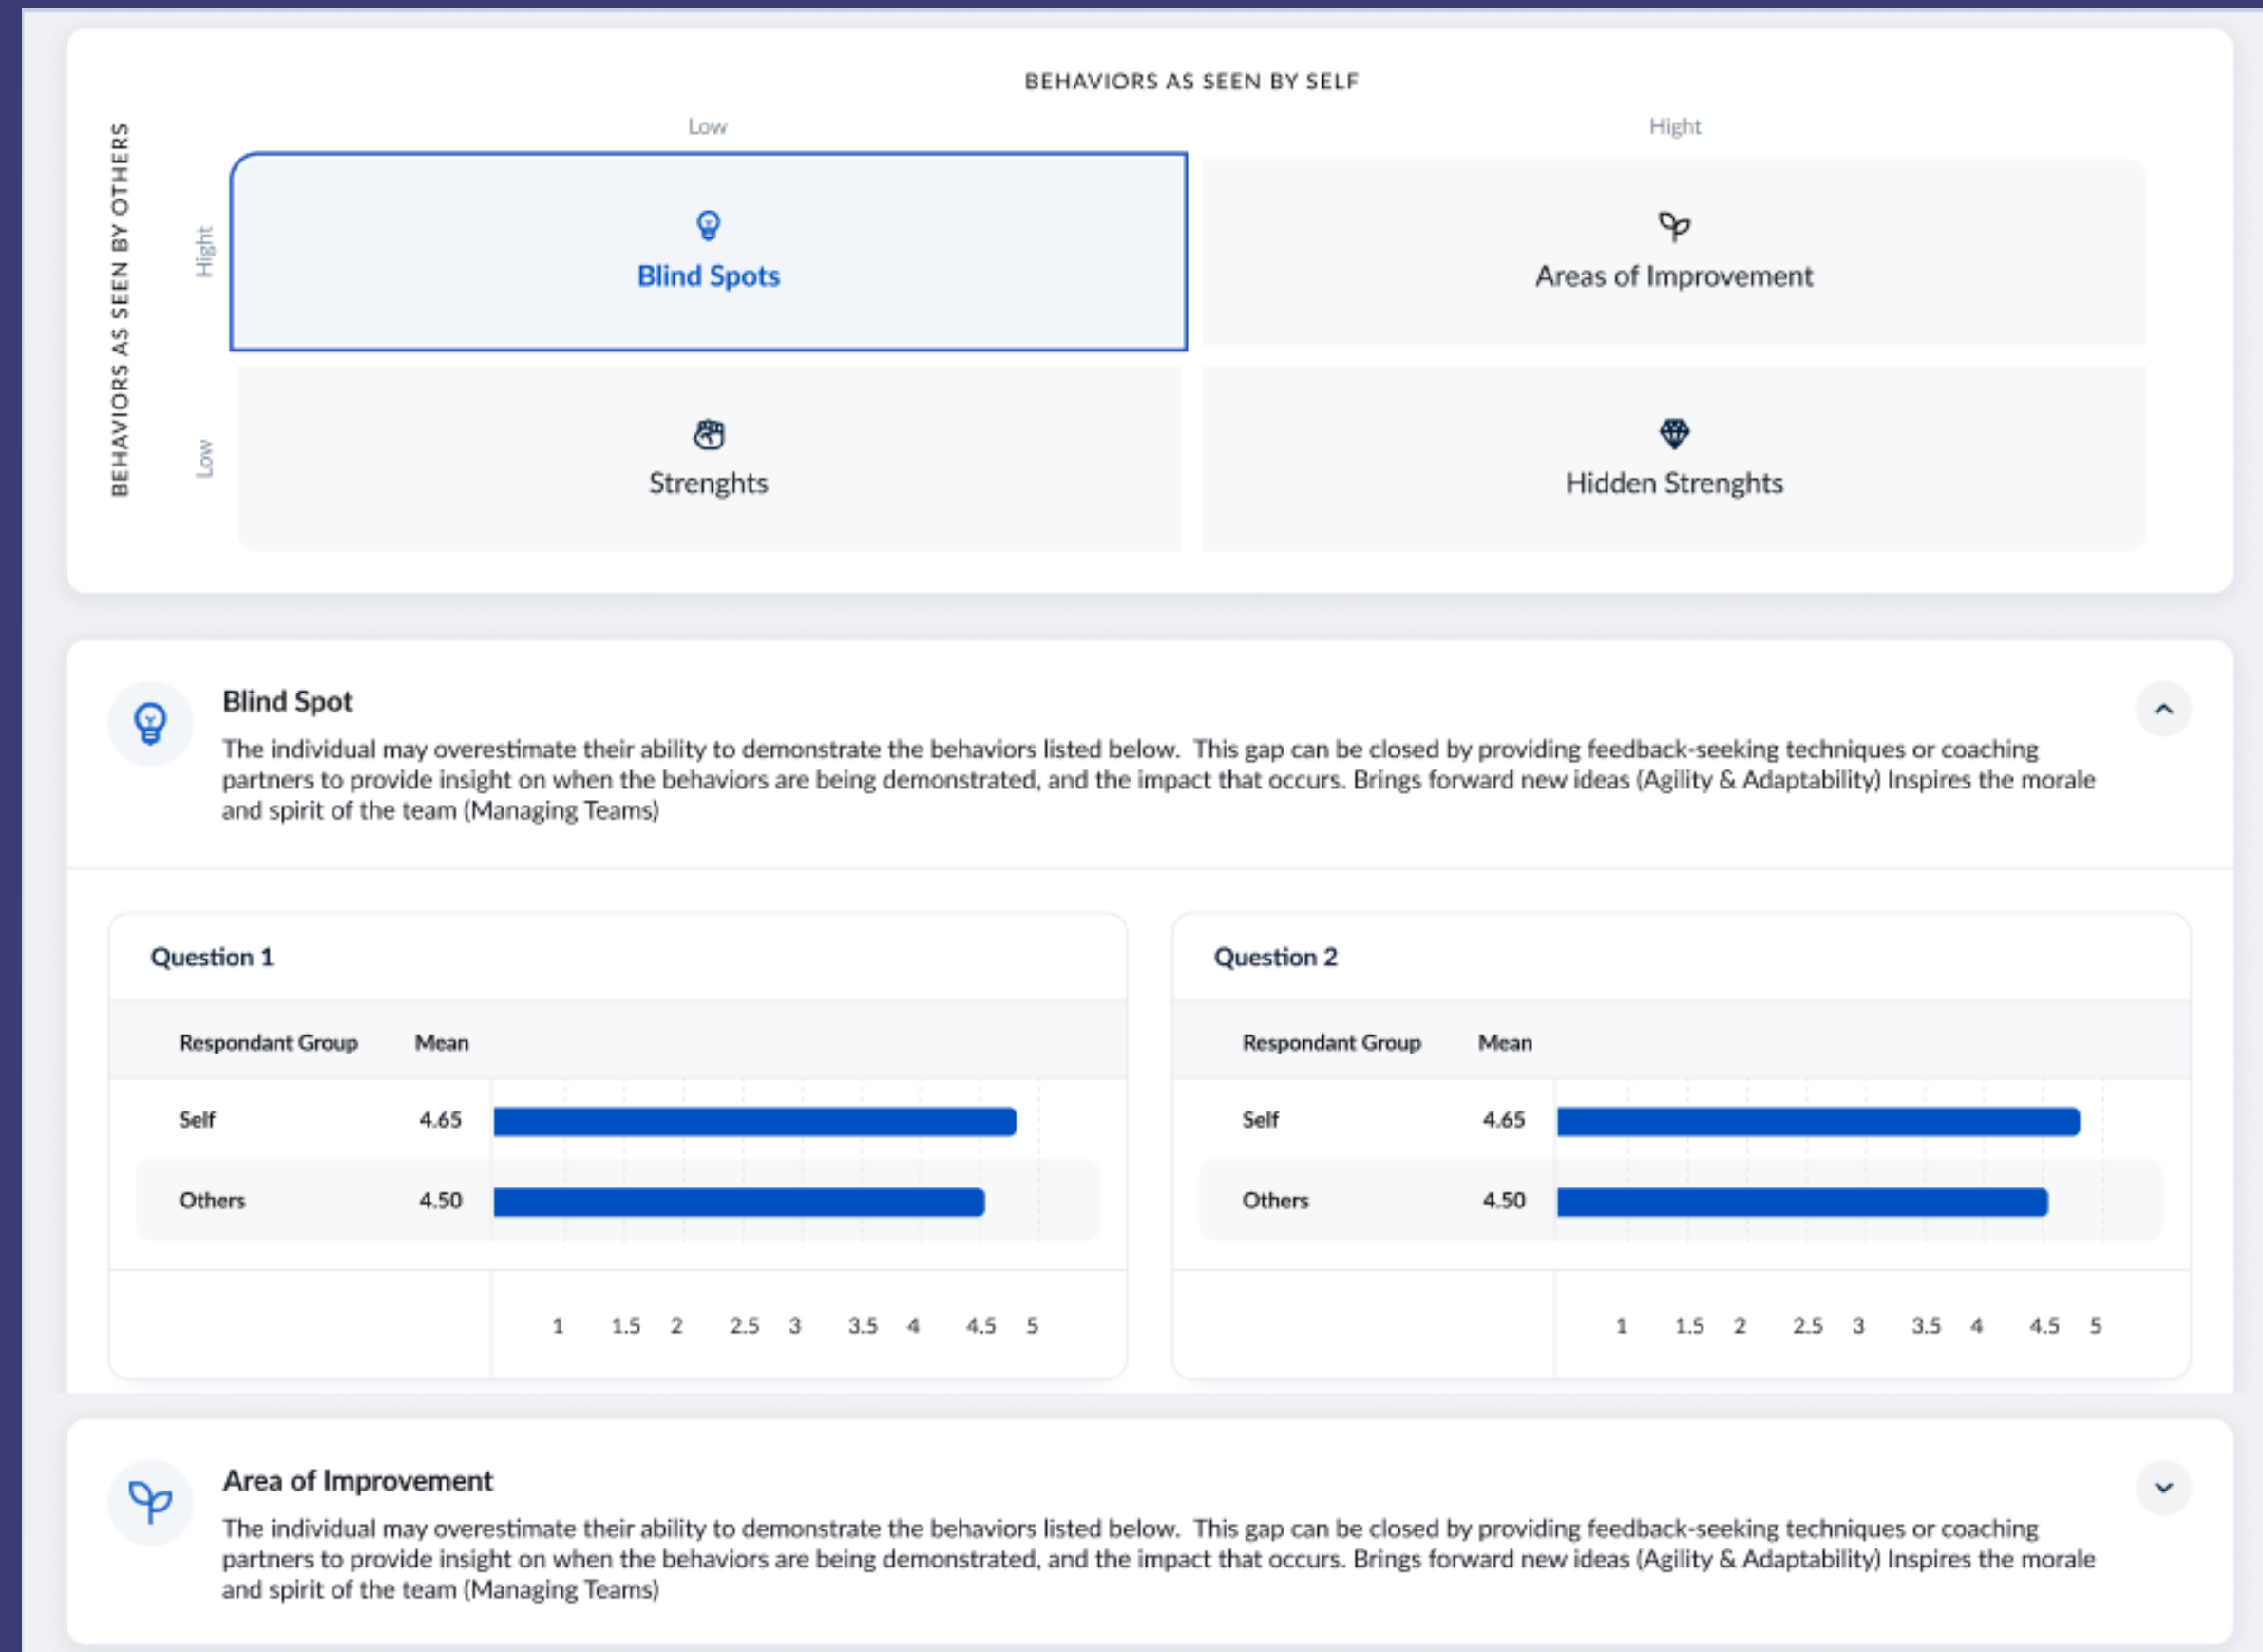 BEHAVIORS AS SEEN BY SELF
Low
Hight
BEHAVIORS AS SEEN BY OTHERS
Hight
Blind Spots
Areas of Improvement
Low
Strenghts
Hidden Strenghts
Blind Spot
The individual may overestimate their ability to demonstrate the behaviors listed below.  This gap can be closed by providing feedback-seeking techniques or coaching
partners to provide insight on when the behaviors are being demonstrated, and the impact that occurs. Brings forward new ideas (Agility & Adaptability) Inspires the morale
and spirit of the team (Managing Teams)
Question 1
Respondant Group Mean
Self 4.65
Others 4.50
1 1.5 2 2.5 3 3.5 4 4.5 5
Question 2
Respondant Group Mean
Self 4.65
Others 4.50
1 1.5 2 2.5 3 3.5 4 4.5 5
Area of Improvement
The individual may overestimate their ability to demonstrate the behaviors listed below.  This gap can be closed by providing feedback-seeking techniques or coaching
partners to provide insight on when the behaviors are being demonstrated, and the impact that occurs. Brings forward new ideas (Agility & Adaptability) Inspires the morale
and spirit of the team (Managing Teams)